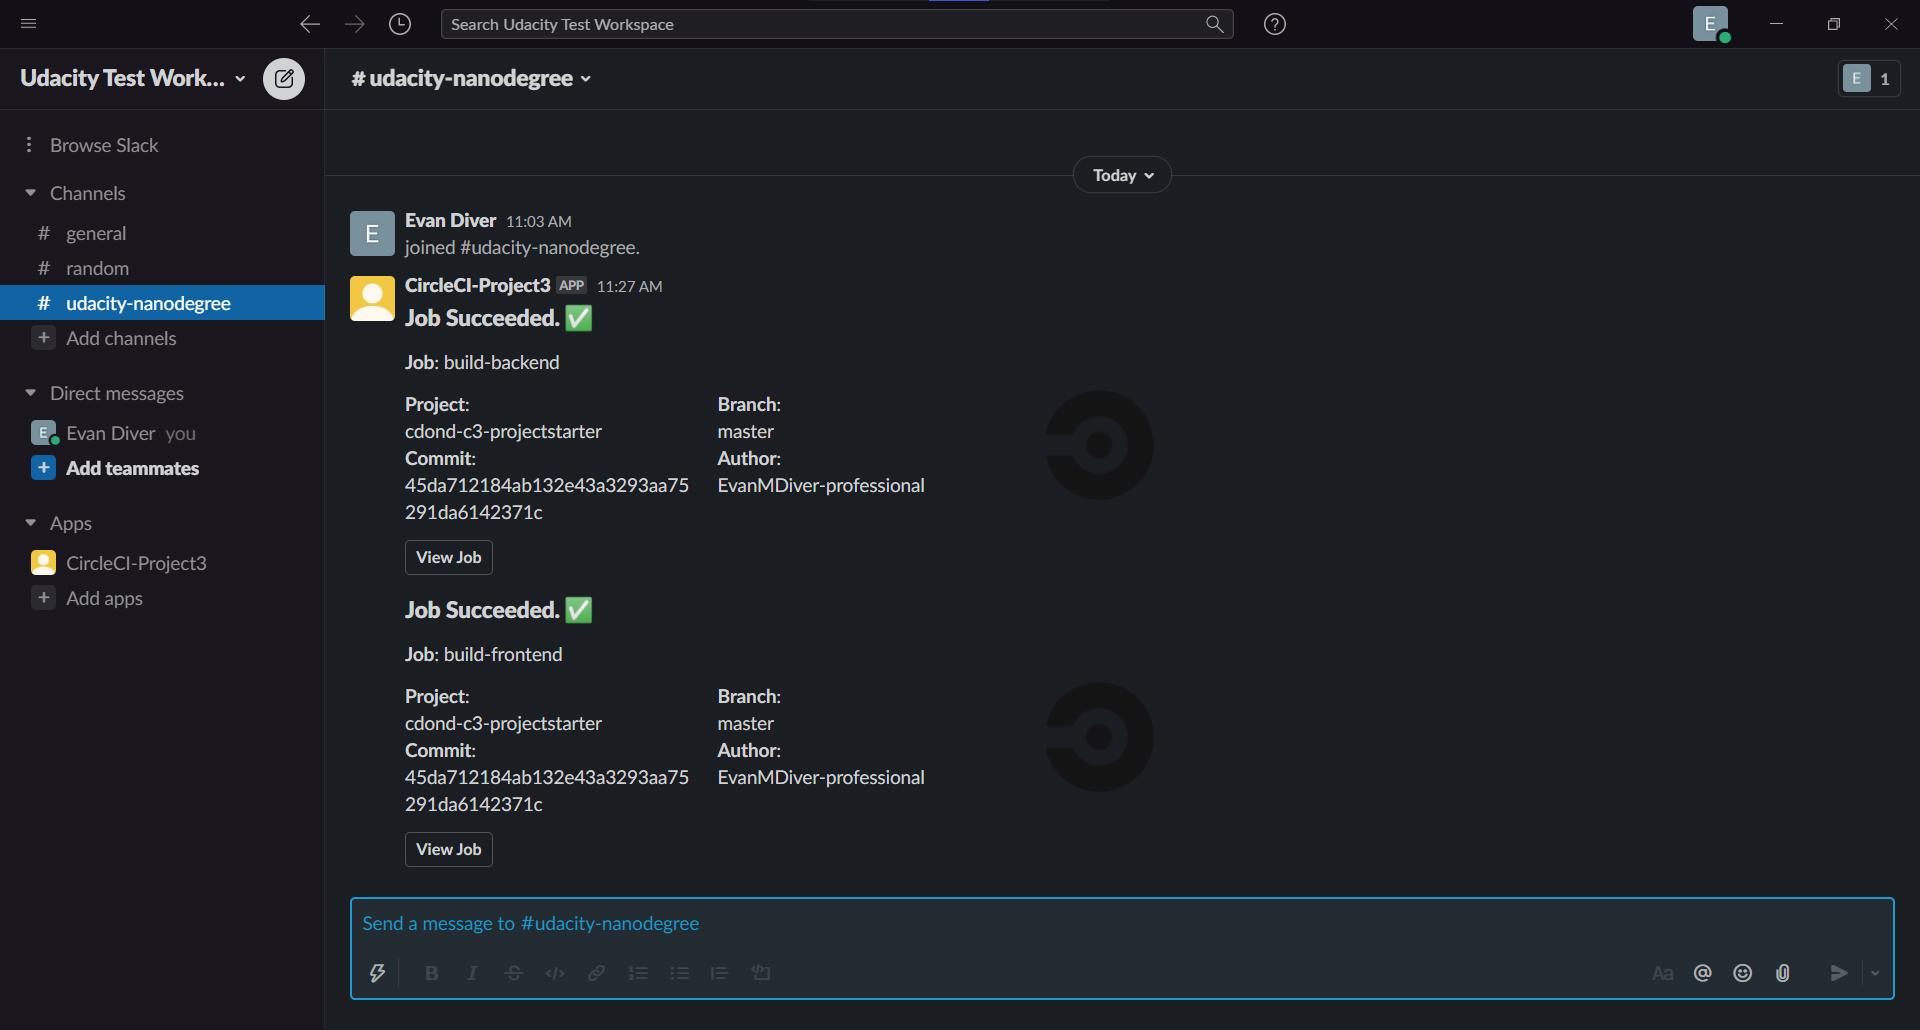 Search Udacity Test Workspace
E
Udacity Test Work...
# udacity-nanodegree
E 1
Browse Slack
Channels
# general
# random
# udacity-nanodegree
+ Add channels
Direct messages
E Evan Diver you
+ Add teammates
Apps
CircleCI-Project3
+ Add apps
Today
E
Evan Diver 11:03 AM
joined #udacity-nanodegree.
CircleCI-Project3 APP 11:27 AM
Job Succeeded. ✅
Job: build-backend
Project: Branch:
cdond-c3-projectstarter master
Commit: Author:
45da712184ab132e43a3293aa75 EvanMDiver-professional
291da6142371c
View Job
Job Succeeded. ✅
Job: build-frontend
Project: Branch:
cdond-c3-projectstarter master
Commit: Author:
45da712184ab132e43a3293aa75 EvanMDiver-professional
291da6142371c
View Job
Send a message to #udacity-nanodegree
B I S </> Aa @